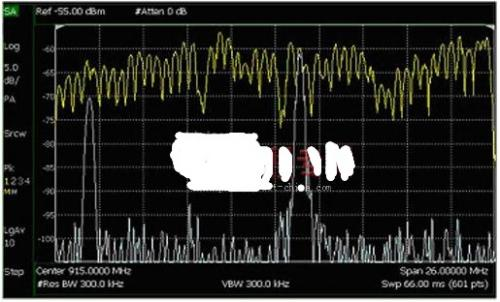 SA
Ref -55.00 dBm #Atten 0 dB
Log
5.0
dB/
PA
Srcw
Pk
1234
MW
LgAv
10
Step
-60
-65
-70
-75
-80
-85
-90
-95
-100
Center 915.0000 MHz Span 26.00000 MHz
#Res BW 300.0 kHz VBW 300.0 kHz Swp 66.00 ms (601 pts)